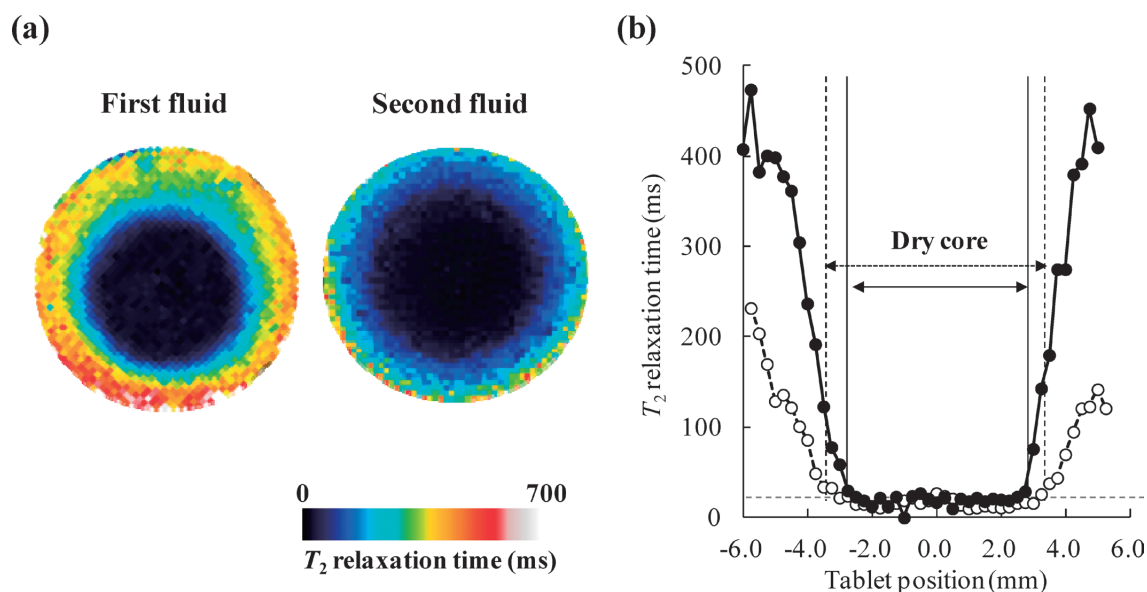 (a)
First fluid
Second fluid
0
700
T2 relaxation time (ms)
(b)
500
400
300
200
100
0
T2 relaxation time (ms)
Dry core
-6.0
-4.0
-2.0
0.0
2.0
4.0
6.0
Tablet position (mm)